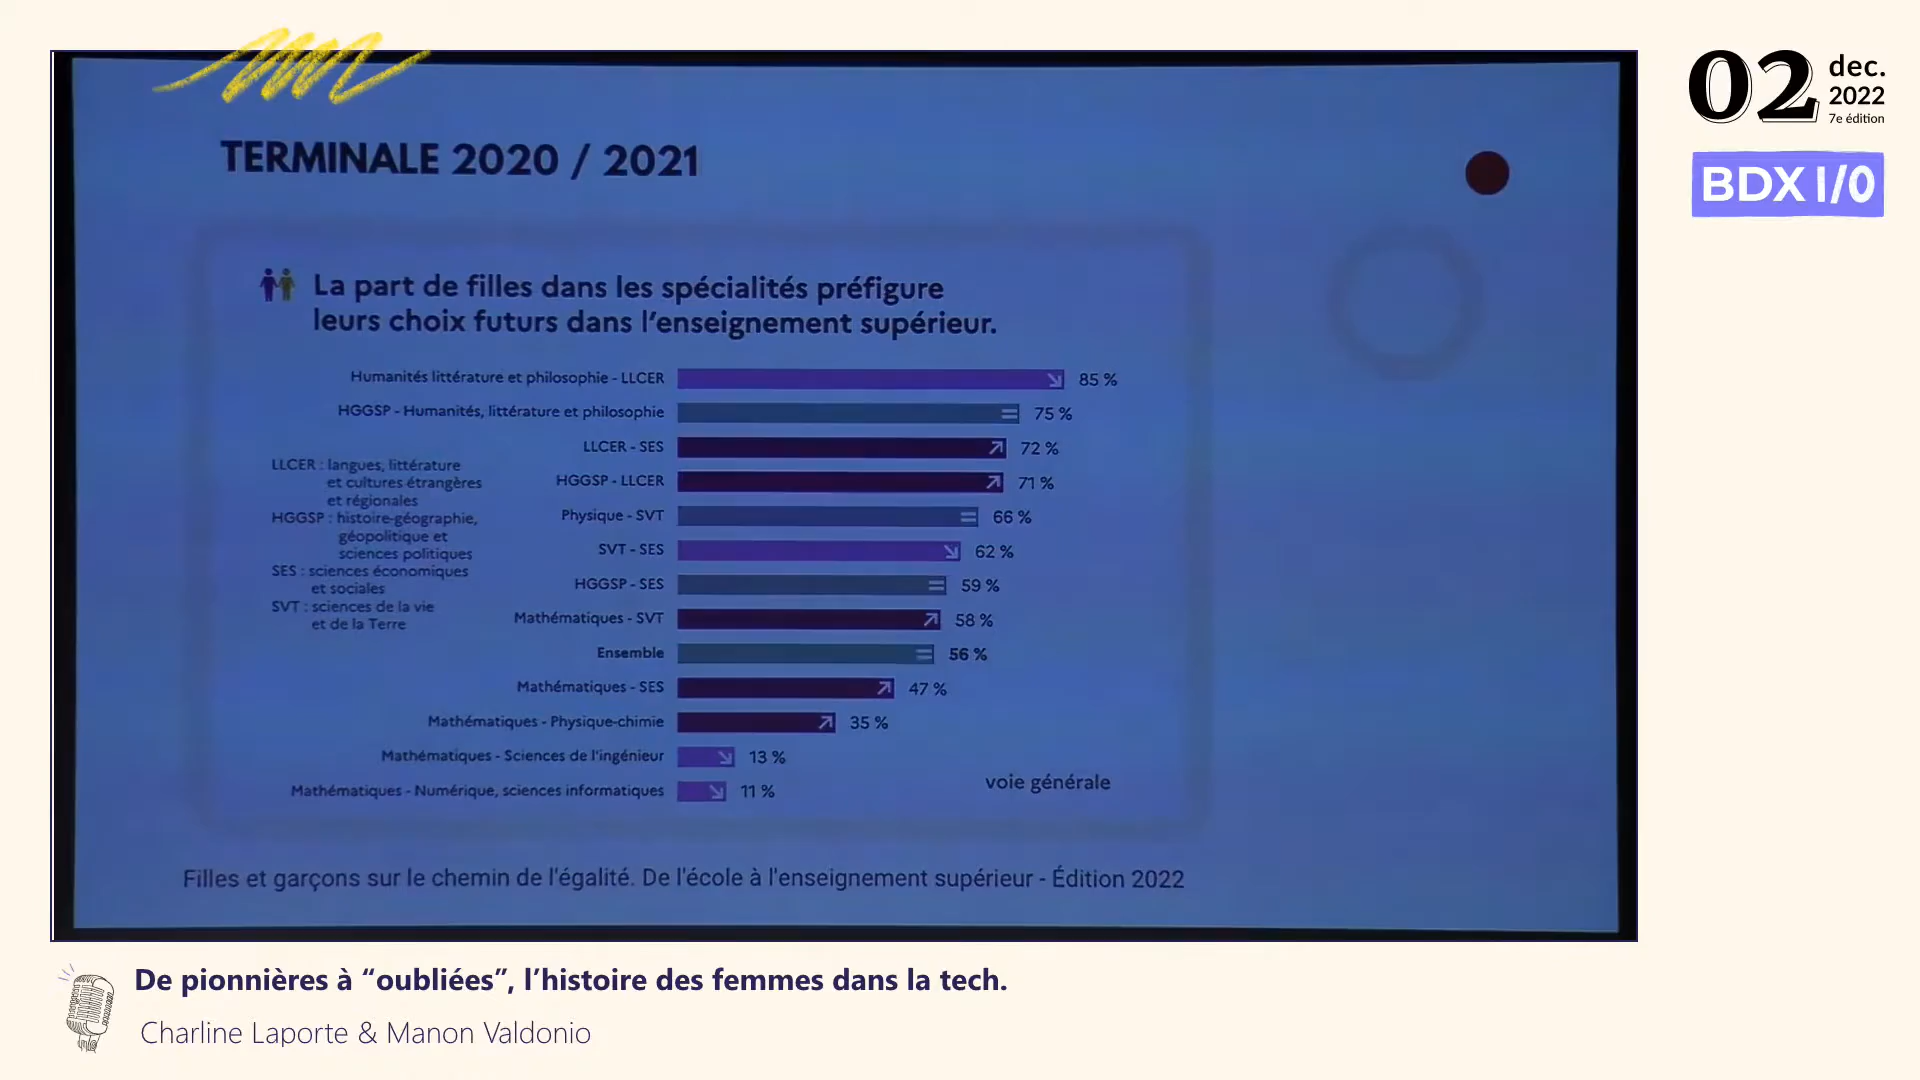 TERMINALE 2020 / 2021
La part de filles dans les spécialités préfigure
leurs choix futurs dans l'enseignement supérieur.
Humanités littérature et philosophie - LLCER 85 %
HGGSP - Humanités, littérature et philosophie 75 %
LLCER - SES 72 %
HGGSP - LLCER 71 %
Physique - SVT 66 %
SVT - SES 62 %
HGGSP - SES 59 %
Mathématiques - SVT 58 %
Ensemble 56 %
Mathématiques - SES 47 %
Mathématiques - Physique-chimie 35 %
Mathématiques - Sciences de l'ingénieur 13 %
Mathématiques - Numérique, sciences informatiques 11 %
LLCER : langues, littérature
et cultures étrangères
et régionales
HGGSP : histoire-géographie,
géopolitique et
sciences politiques
SES : sciences économiques
et sociales
SVT : sciences de la vie
et de la Terre
voie générale
Filles et garçons sur le chemin de l'égalité. De l'école à l'enseignement supérieur - Édition 2022
02 dec.
2022
7e édition
BDX I/O
De pionnières à “oubliées”, l’histoire des femmes dans la tech.
Charline Laporte & Manon Valdonio